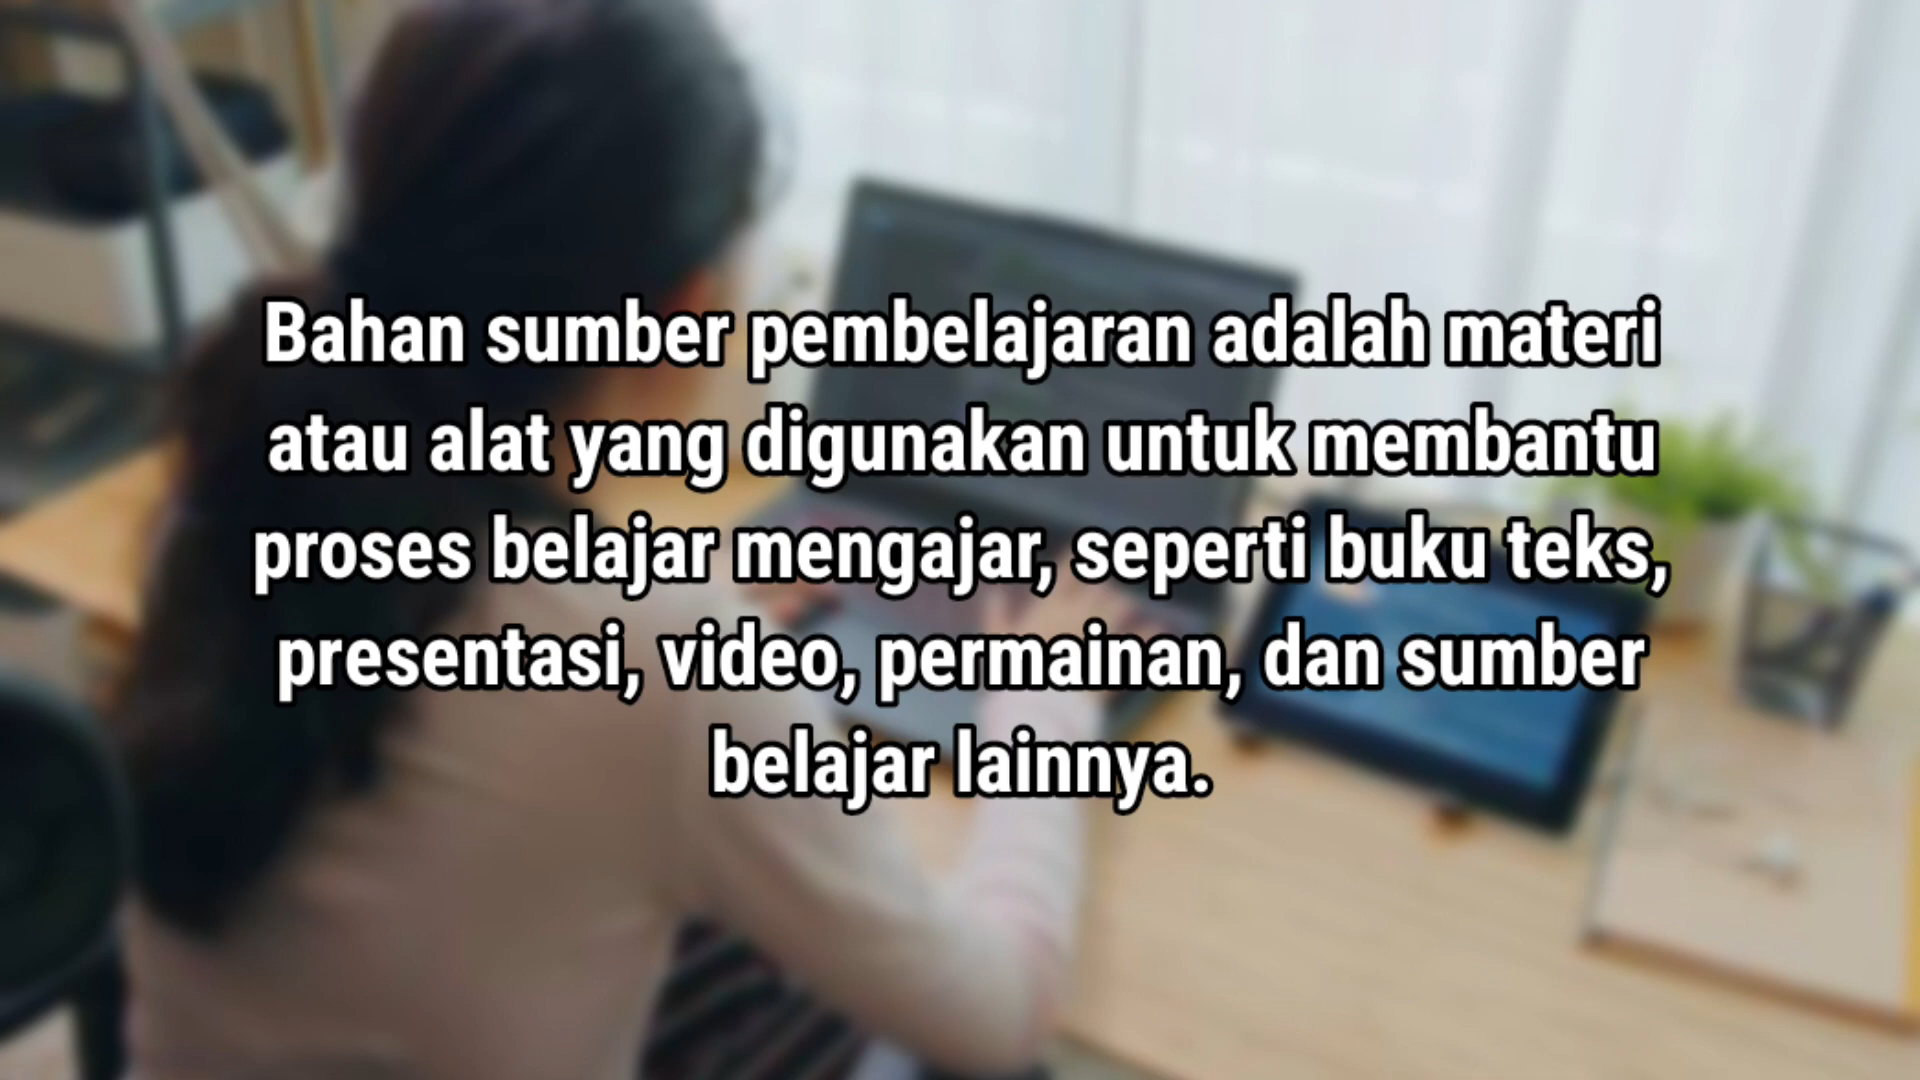 Bahan sumber pembelajaran adalah materi
atau alat yang digunakan untuk membantu
proses belajar mengajar, seperti buku teks,
presentasi, video, permainan, dan sumber
belajar lainnya.